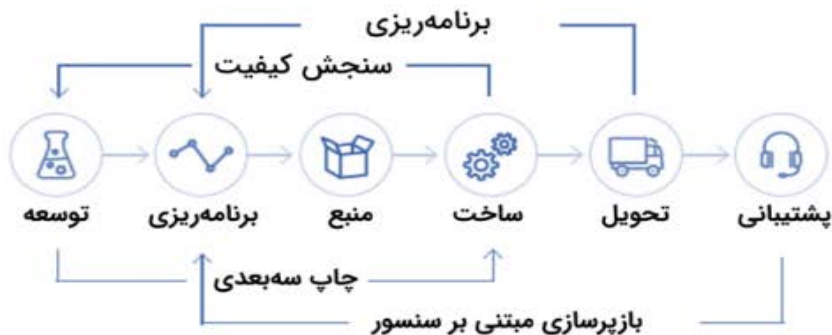 برنامه‌ریزی
سنجش کیفیت
توسعه
برنامه‌ریزی
منبع
ساخت
تحویل
پشتیبانی
چاپ سه‌بعدی
بازپرسازی مبتنی بر سنسور